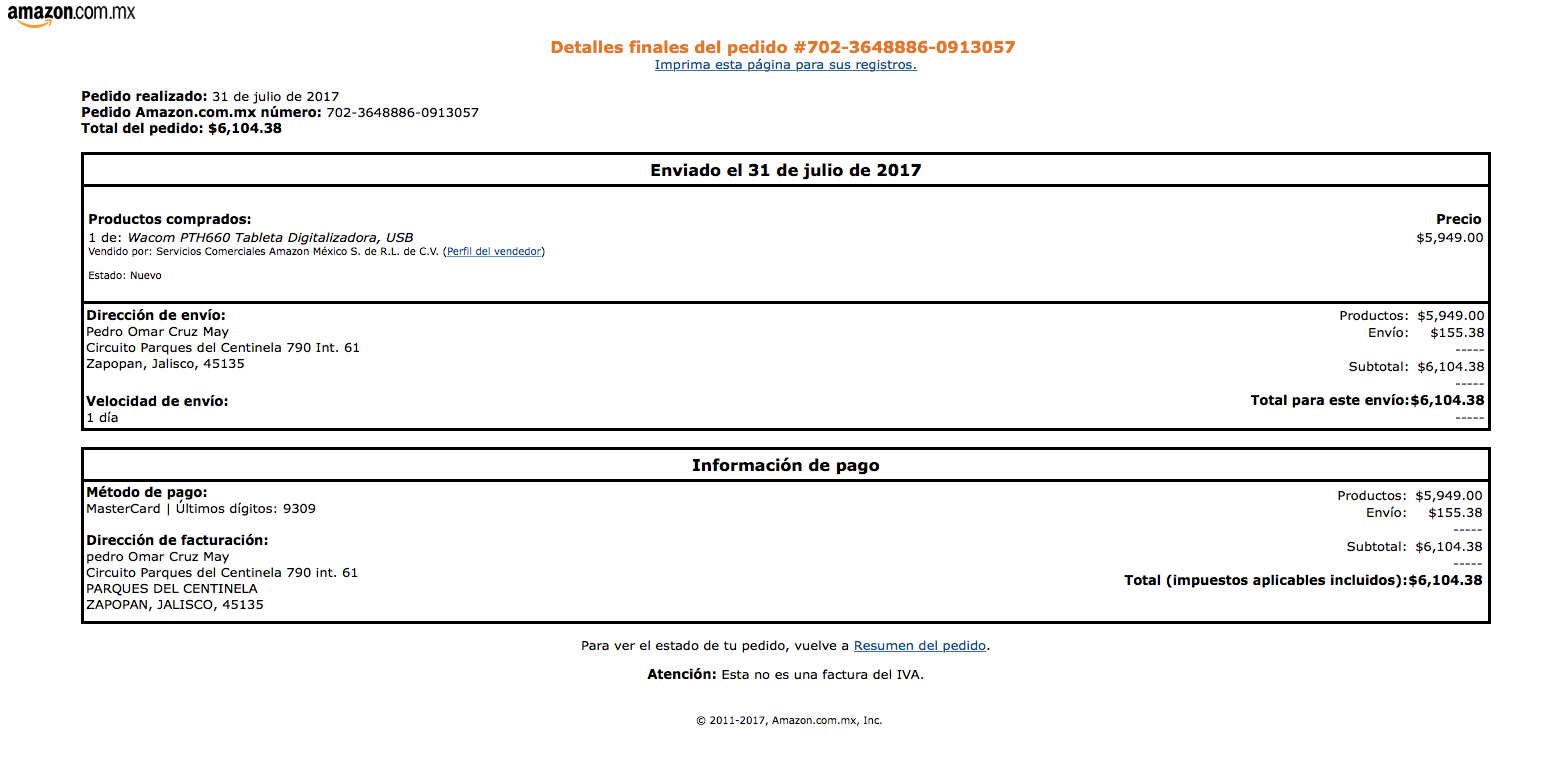 amazon.com.mx
Detalles finales del pedido #702-3648886-0913057
Imprima esta página para sus registros.
Pedido realizado: 31 de julio de 2017
Pedido Amazon.com.mx número: 702-3648886-0913057
Total del pedido: $6,104.38
Enviado el 31 de julio de 2017
Productos comprados: Precio
1 de: Wacom PTH660 Tableta Digitalizadora, USB $5,949.00
Vendido por: Servicios Comerciales Amazon México S. de R.L. de C.V. (Perfil del vendedor)
Estado: Nuevo
Dirección de envío:
Pedro Omar Cruz May
Circuito Parques del Centinela 790 Int. 61
Zapopan, Jalisco, 45135
Velocidad de envío:
1 día
Productos: $5,949.00
Envío: $155.38
-----
Subtotal: $6,104.38
-----
Total para este envío:$6,104.38
-----
Información de pago
Método de pago:
MasterCard | Últimos dígitos: 9309
Dirección de facturación:
pedro Omar Cruz May
Circuito Parques del Centinela 790 int. 61
PARQUES DEL CENTINELA
ZAPOPAN, JALISCO, 45135
Productos: $5,949.00
Envío: $155.38
-----
Subtotal: $6,104.38
-----
Total (impuestos aplicables incluidos):$6,104.38
Para ver el estado de tu pedido, vuelve a Resumen del pedido.
Atención: Esta no es una factura del IVA.
© 2011-2017, Amazon.com.mx, Inc.